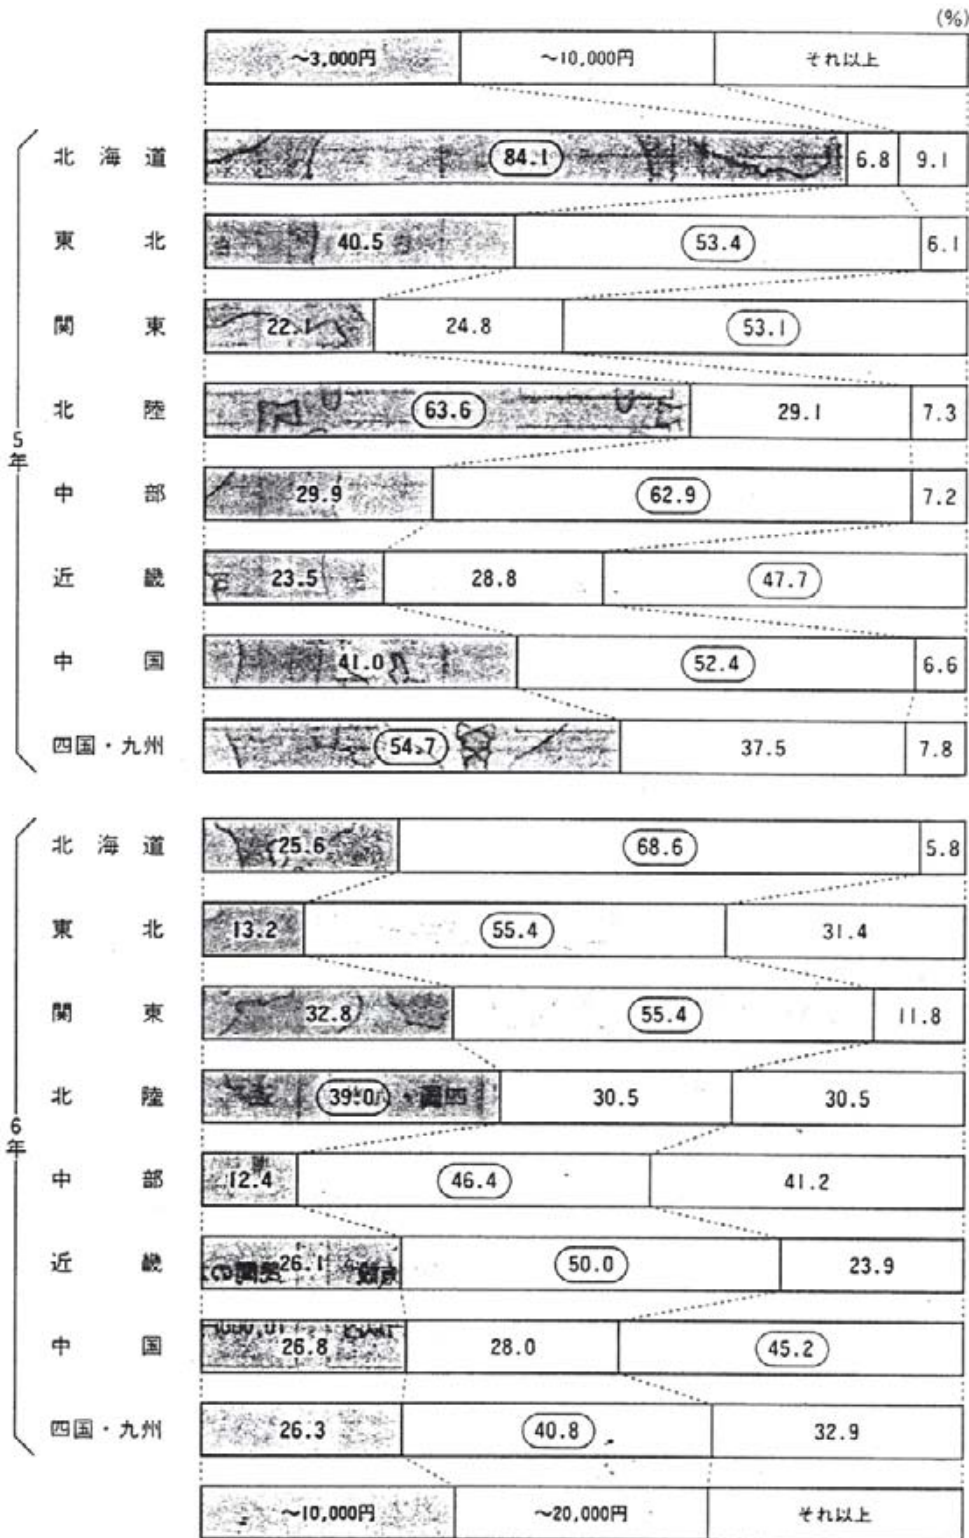 (%)
～3,000円 ～10,000円 それ以上
5年
北海道 84.1 6.8 9.1
東北 40.5 53.4 6.1
関東 22.1 24.8 53.1
北陸 63.6 29.1 7.3
中部 29.9 62.9 7.2
近畿 23.5 28.8 47.7
中国 41.0 52.4 6.6
四国・九州 54.7 37.5 7.8
6年
北海道 25.6 68.6 5.8
東北 13.2 55.4 31.4
関東 32.8 55.4 11.8
北陸 39.0 30.5 30.5
中部 12.4 46.4 41.2
近畿 26.1 50.0 23.9
中国 26.8 28.0 45.2
四国・九州 26.3 40.8 32.9
～10,000円 ～20,000円 それ以上